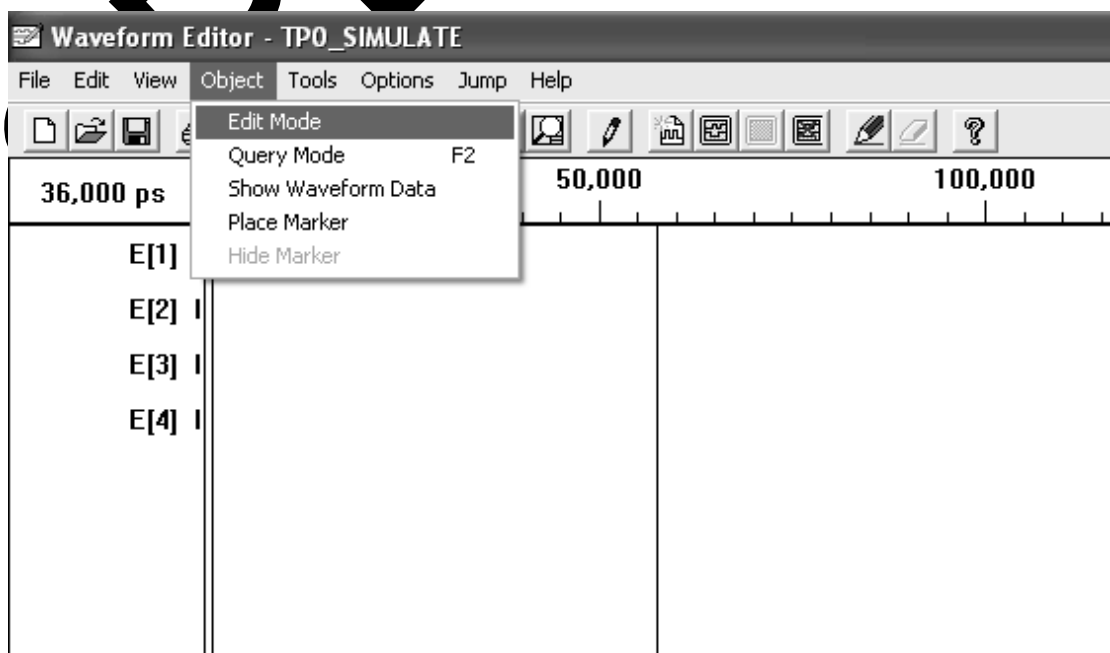 Waveform Editor - TP0_SIMULATE
File Edit View Object Tools Options Jump Help
Edit Mode
Query Mode F2
Show Waveform Data
Place Marker
Hide Marker
36,000 ps
50,000 100,000
E[1]
E[2] I
E[3] I
E[4] I